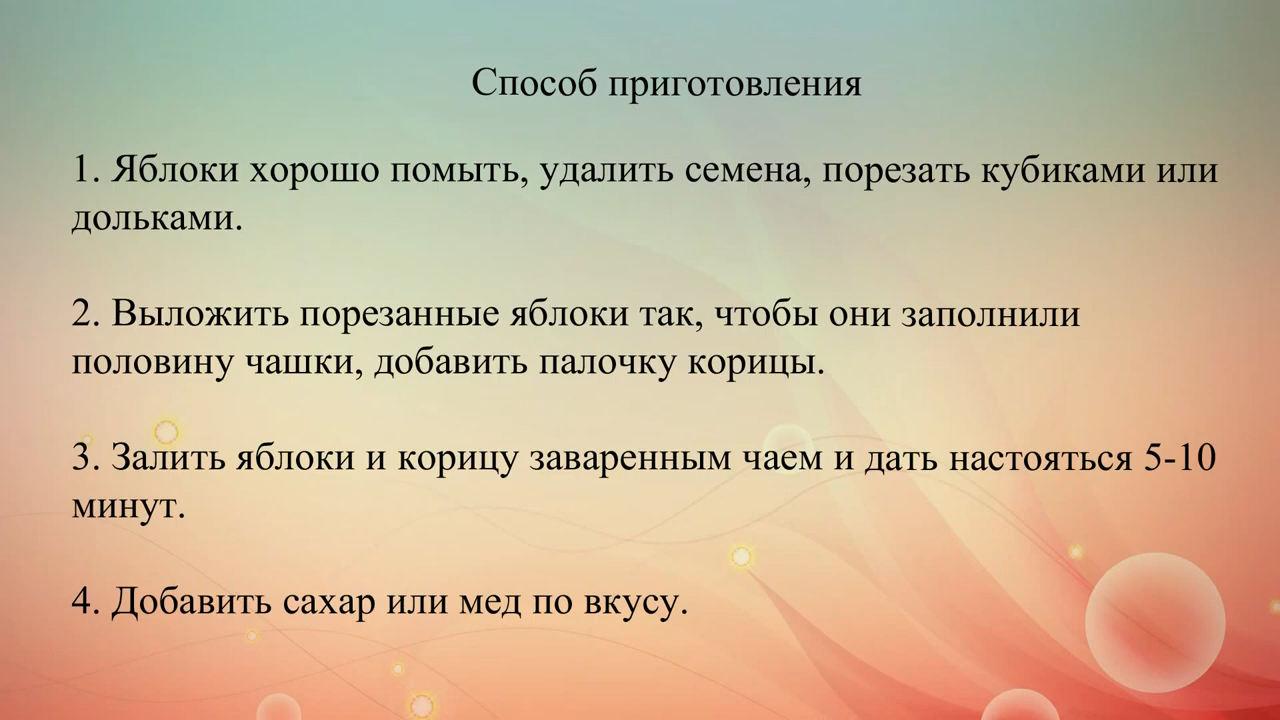 Способ приготовления
1. Яблоки хорошо помыть, удалить семена, порезать кубиками или
дольками.
2. Выложить порезанные яблоки так, чтобы они заполнили
половину чашки, добавить палочку корицы.
3. Залить яблоки и корицу заваренным чаем и дать настояться 5-10
минут.
4. Добавить сахар или мед по вкусу.